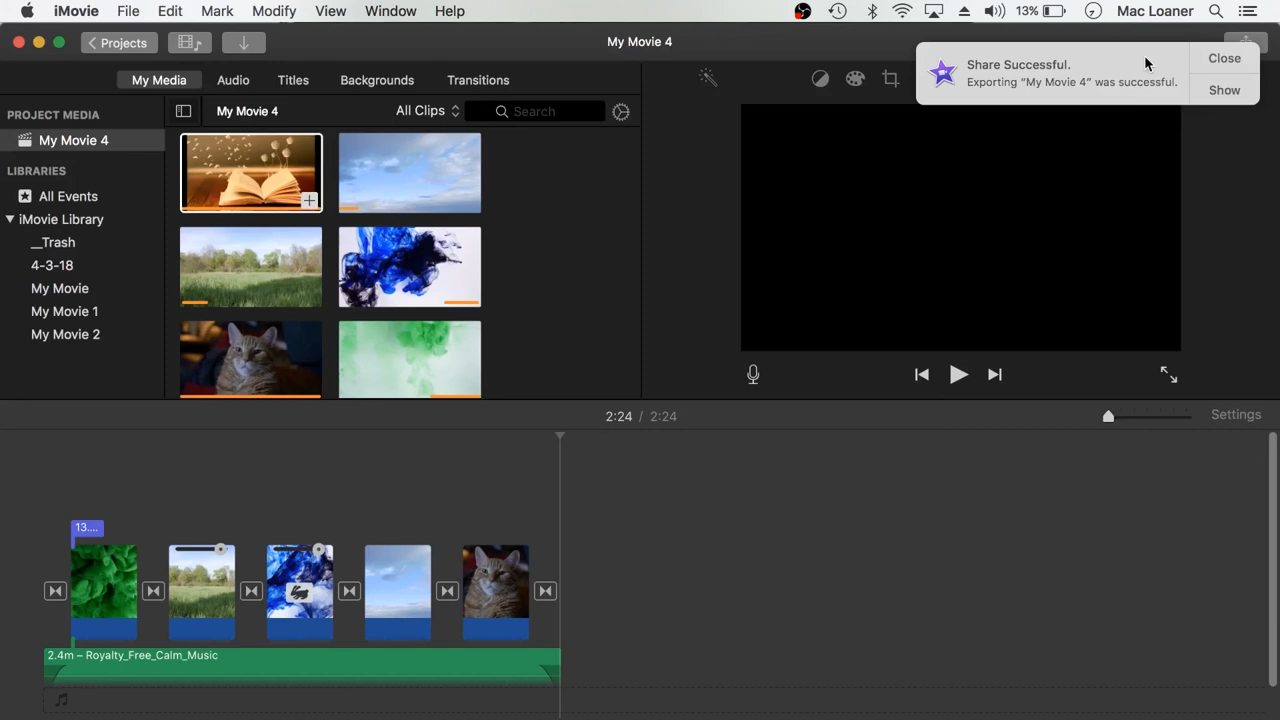 iMovie File Edit Mark Modify View Window Help 13% Mac Loaner
Projects
My Movie 4
Share Successful.
Exporting “My Movie 4” was successful.
Close
Show
My Media Audio Titles Backgrounds Transitions
PROJECT MEDIA
My Movie 4
LIBRARIES
All Events
iMovie Library
__Trash
4-3-18
My Movie
My Movie 1
My Movie 2
My Movie 4
All Clips
Search
2:24 / 2:24
Settings
13....
2.4m – Royalty_Free_Calm_Music